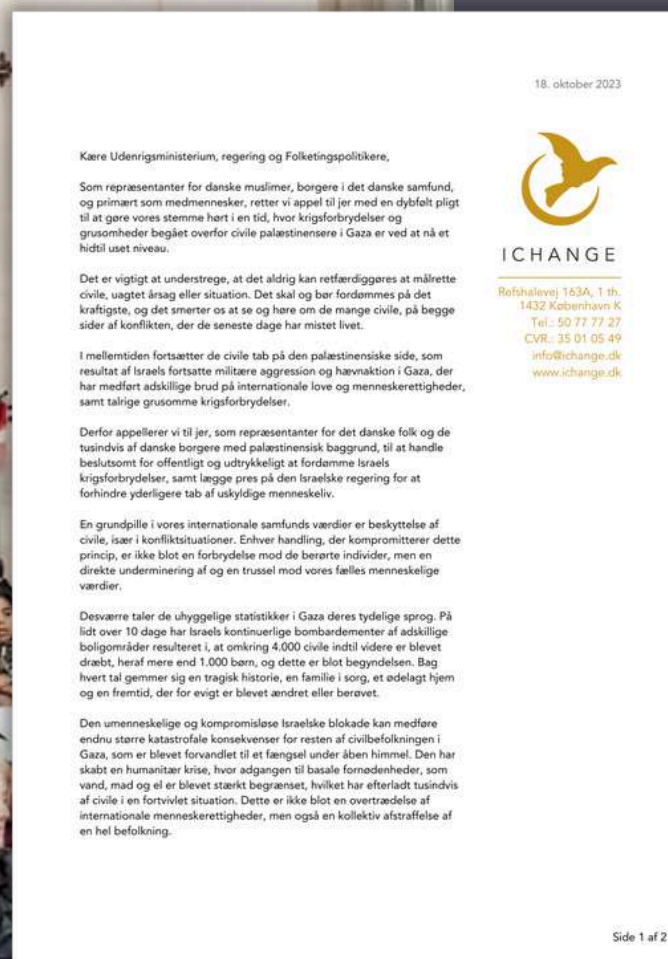 18. oktober 2023
Kære Udenrigsministerium, regering og Folketingspolitikere,
Som repræsentanter for danske muslimer, borgere i det danske samfund,
og primært som medmennesker, retter vi appel til jer med en dybfølt pligt
til at gøre vores stemme hørt i en tid, hvor krigsforbrydelser og
grusomheder begået overfor civile palæstinensere i Gaza er ved at nå et
hidtil uset niveau.
Det er vigtigt at understrege, at det aldrig kan retfærdiggøres at målrette
civile, uagtet årsag eller situation. Det skal og bør fordømmes på det
kraftigste, og det smerter os at se og høre om de mange civile, på begge
sider af konflikten, der de seneste dage har mistet livet.
I mellemtiden fortsætter de civile tab på den palæstinensiske side, som
resultat af Israels fortsatte militære aggression og hævnaktion i Gaza, der
har medført adskillige brud på internationale love og menneskerettigheder,
samt talrige grusomme krigsforbrydelser.
Derfor appellerer vi til jer, som repræsentanter for det danske folk og de
tusindvis af danske borgere med palæstinensisk baggrund, til at handle
beslutsomt for offentligt og udtrykkeligt at fordømme Israels
krigsforbrydelser, samt lægge pres på den Israelske regering for at
forhindre yderligere tab af uskyldige menneskeliv.
En grundpille i vores internationale samfunds værdier er beskyttelse af
civile, især i konfliktsituationer. Enhver handling, der kompromitterer dette
princip, er ikke blot en forbrydelse mod de berørte individer, men en
direkte underminering af og en trussel mod vores fælles menneskelige
værdier.
Desværre taler de uhyggelige statistikker i Gaza deres tydelige sprog. På
lidt over 10 dage har Israels kontinuerlige bombardementer af adskillige
boligområder resulteret i, at omkring 4.000 civile indtil videre er blevet
dræbt, heraf mere end 1.000 børn, og dette er blot begyndelsen. Bag
hvert tal gemmer sig en tragisk historie, en familie i sorg, et ødelagt hjem
og en fremtid, der for evigt er blevet ændret eller berøvet.
Den umenneskelige og kompromisløse Israelske blokade kan medføre
endnu større katastrofale konsekvenser for resten af civilbefolkningen i
Gaza, som er blevet forvandlet til et fængsel under åben himmel. Den har
skabt en humanitær krise, hvor adgangen til basale fornødenheder, som
vand, mad og el er blevet stærkt begrænset, hvilket har efterladt tusindvis
af civile i en fortvivlet situation. Dette er ikke blot en overtrædelse af
internationale menneskerettigheder, men også en kollektiv afstraffelse af
en hel befolkning.
ICHANGE
Refshalevej 163A, 1 th.
1432 København K
Tel.: 50 77 77 27
CVR.: 35 01 05 49
info@ichange.dk
www.ichange.dk
Side 1 af 2